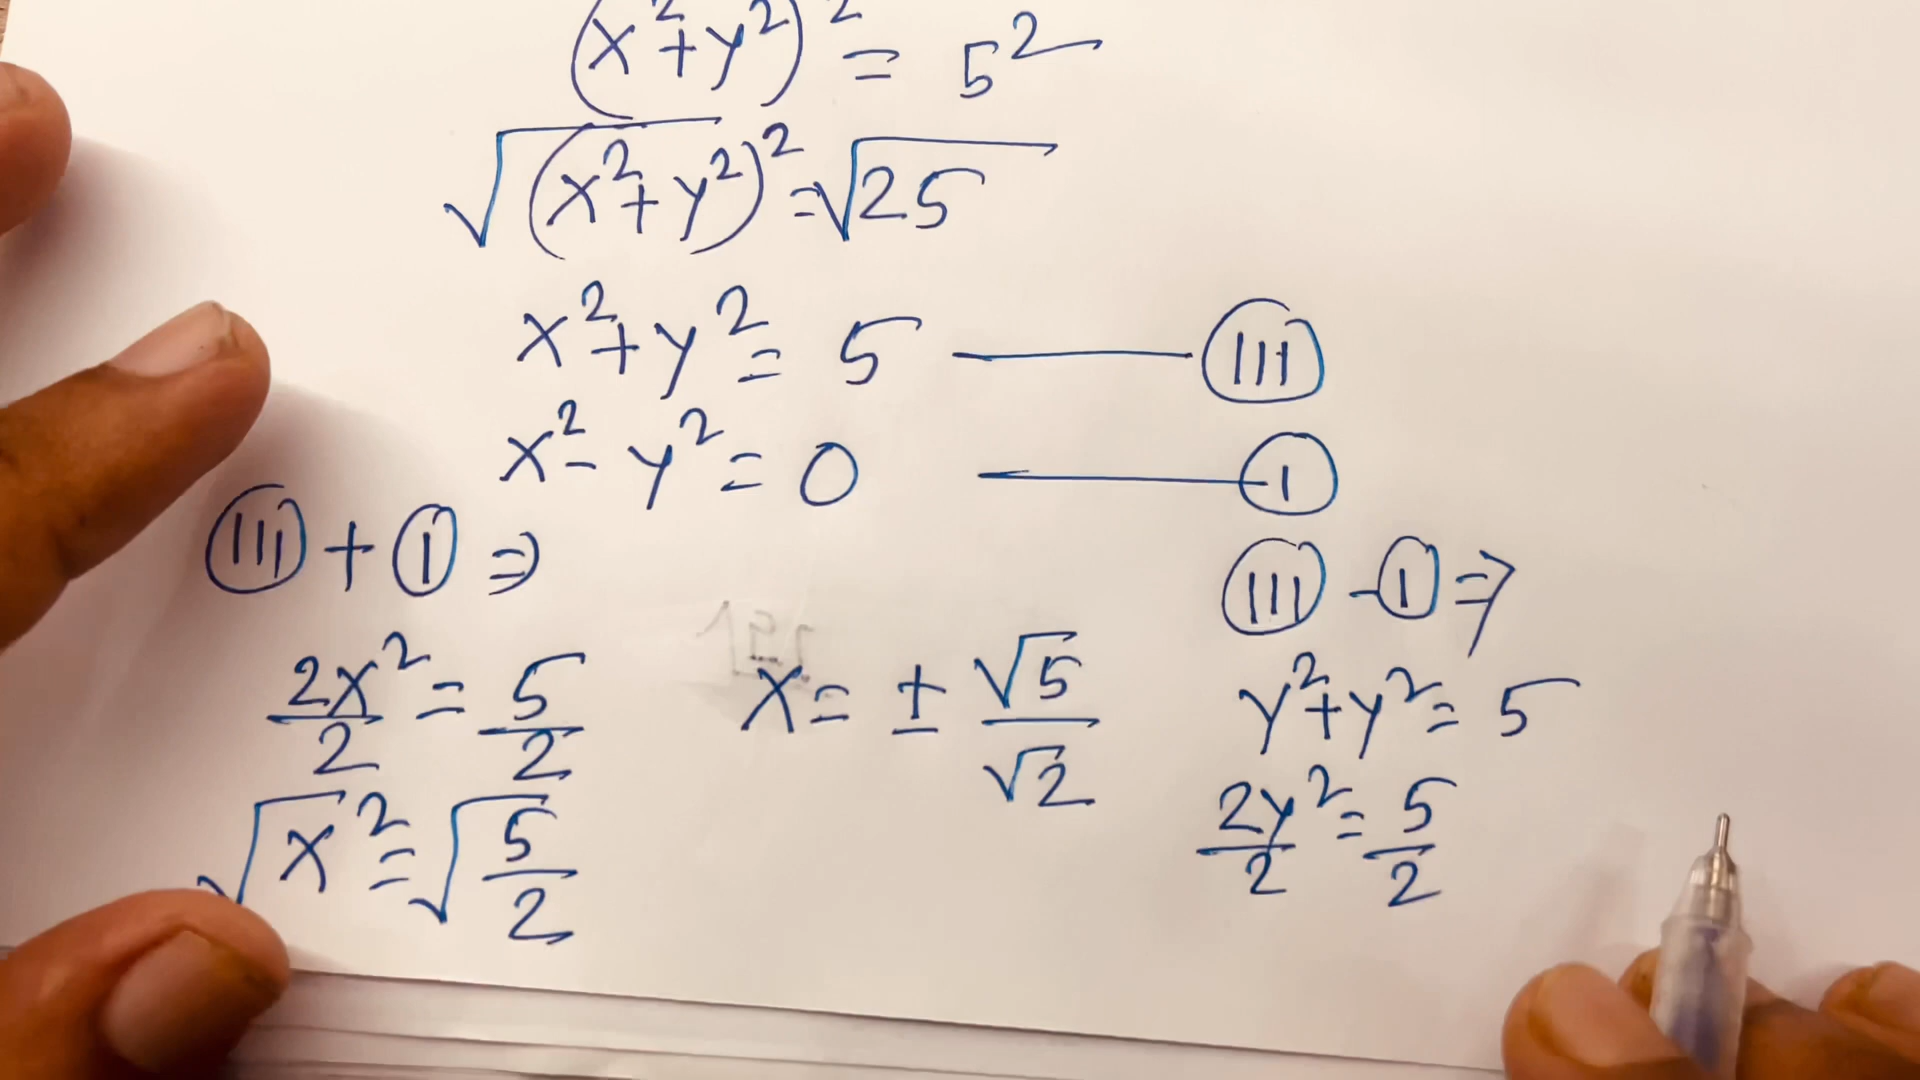 (x²+y²)² = 5²
√(x²+y²)² = √25
x²+y² = 5 — (III)
x² - y² = 0 — (I)
(III) + (I) ⇒
2x²/2 = 5/2
√x² = √5/2
x = ± √5/√2
(III) - (I) ⇒
y²+y² = 5
2y²/2 = 5/2